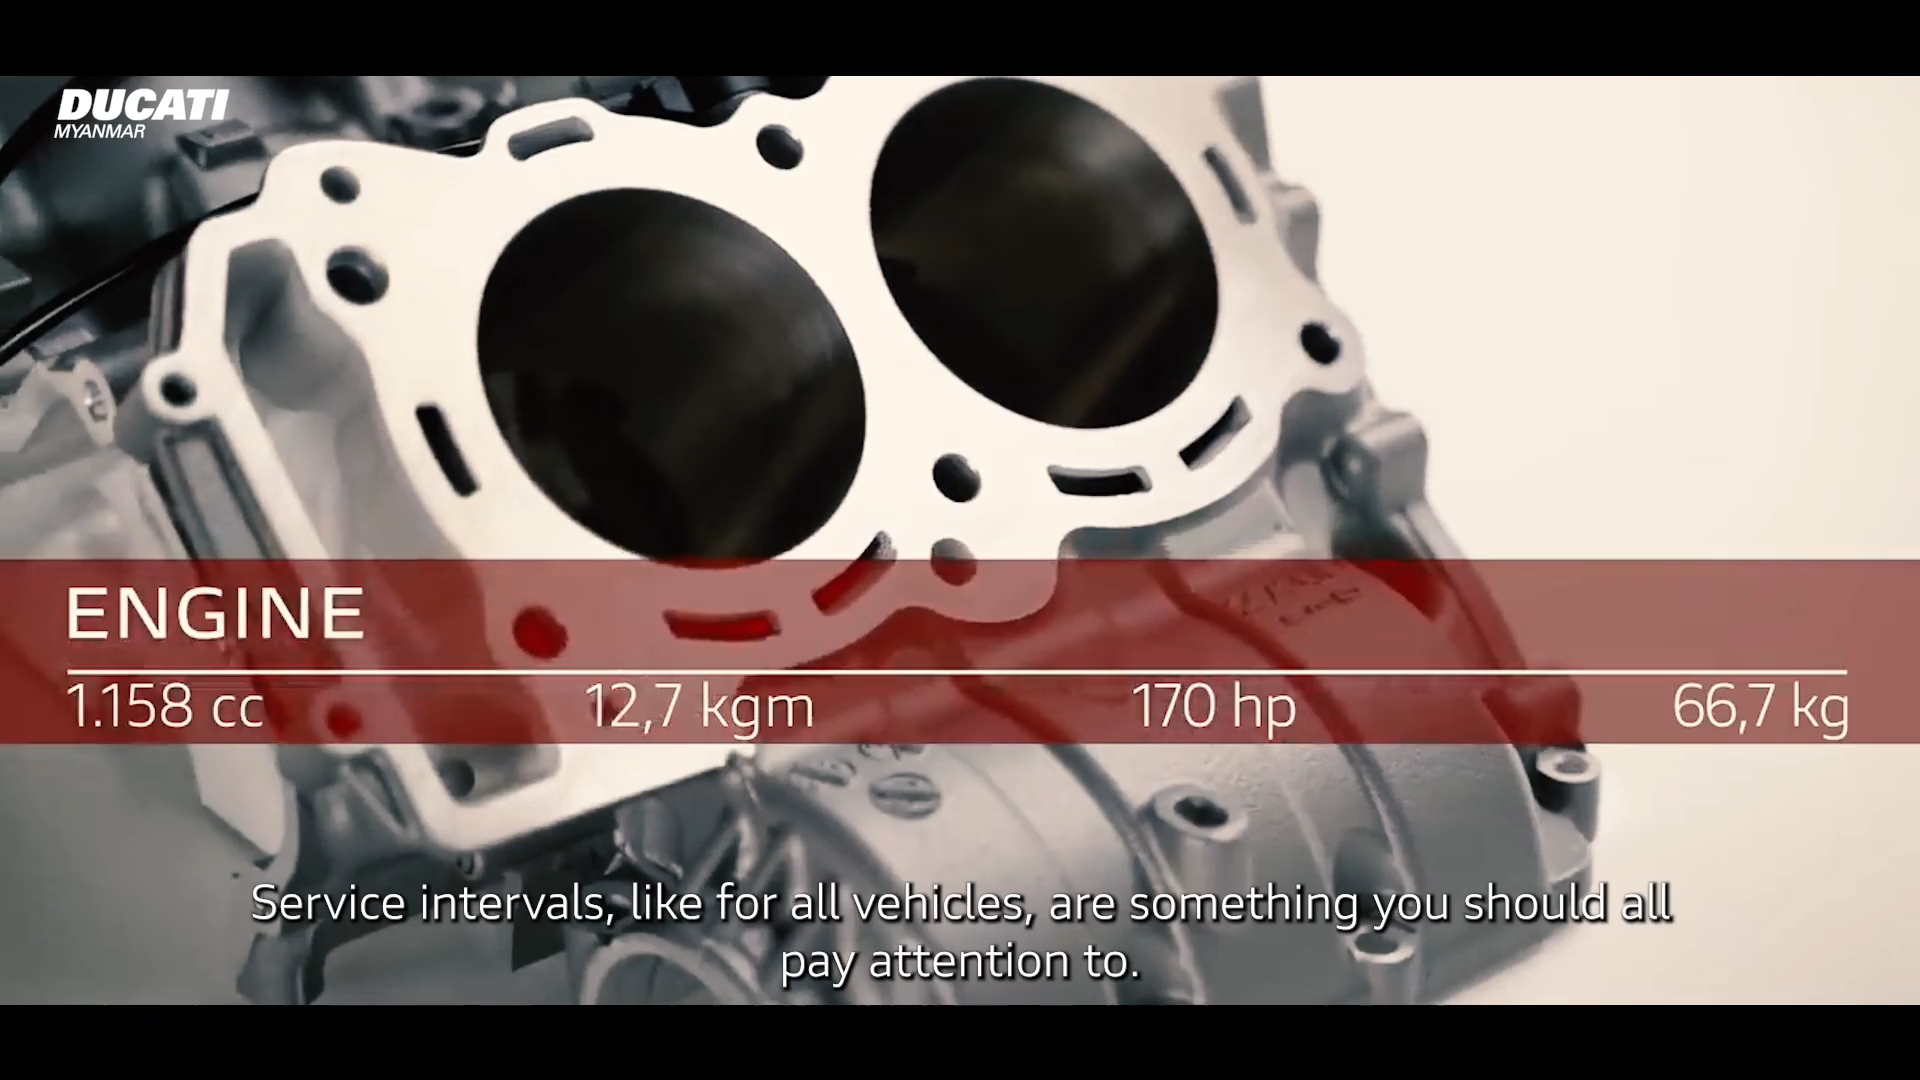 DUCATI
MYANMAR
ENGINE
1.158 cc 12,7 kgm 170 hp 66,7 kg
Service intervals, like for all vehicles, are something you should all
pay attention to.